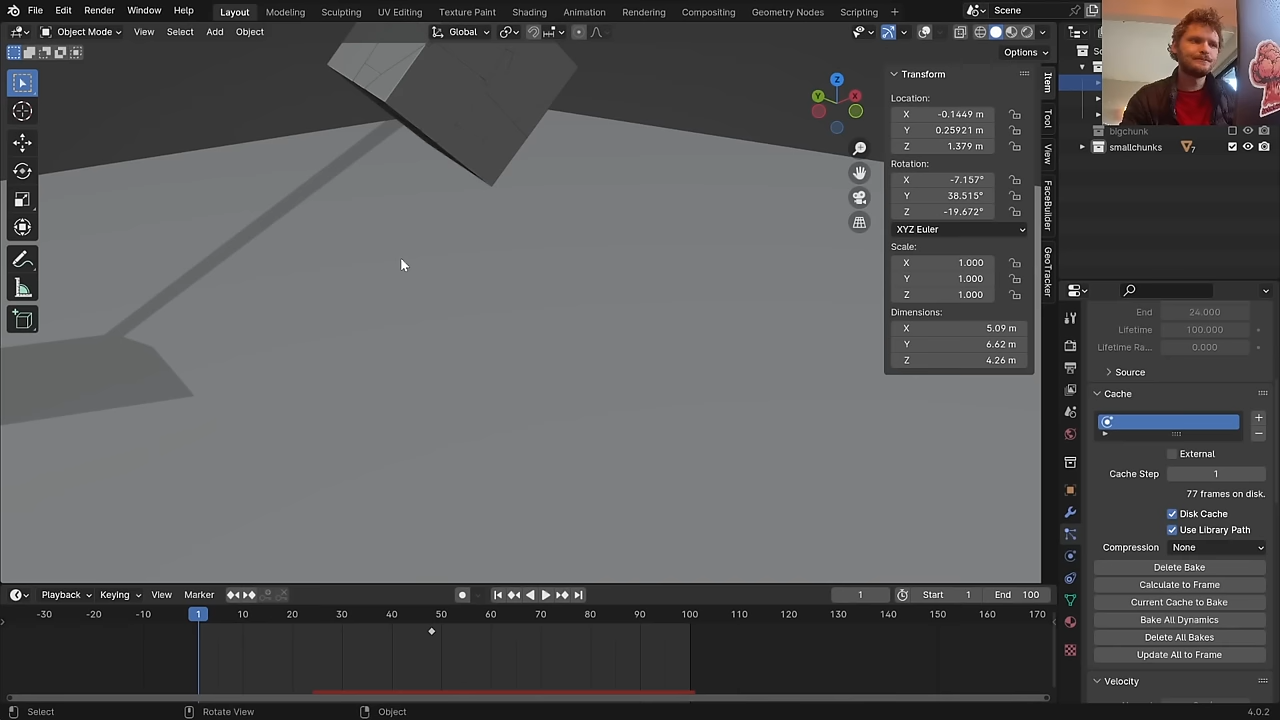 File Edit Render Window Help Layout Modeling Sculpting UV Editing Texture Paint Shading Animation Rendering Compositing Geometry Nodes Scripting + Scene
Object Mode View Select Add Object Global
Options
Transform
Location:
X -0.1449 m
Y 0.25921 m
Z 1.379 m
Rotation:
X -7.157°
Y 38.515°
Z -19.672°
XYZ Euler
Scale:
X 1.000
Y 1.000
Z 1.000
Dimensions:
X 5.09 m
Y 6.62 m
Z 4.26 m
Item
Tool
View
FaceBuilder
GeoTracker
Z
Y
X
bigchunk
smallchunks 7
End 24.000
Lifetime 100.000
Lifetime Ra... 0.000
Source
Cache
External
Cache Step 1
77 frames on disk.
Disk Cache
Use Library Path
Compression None
Delete Bake
Calculate to Frame
Current Cache to Bake
Bake All Dynamics
Delete All Bakes
Update All to Frame
Velocity
Playback Keying View Marker 1 Start 1 End 100
-30 -20 -10 1 10 20 30 40 50 60 70 80 90 100 110 120 130 140 150 160 170
Select Rotate View Object 4.0.2